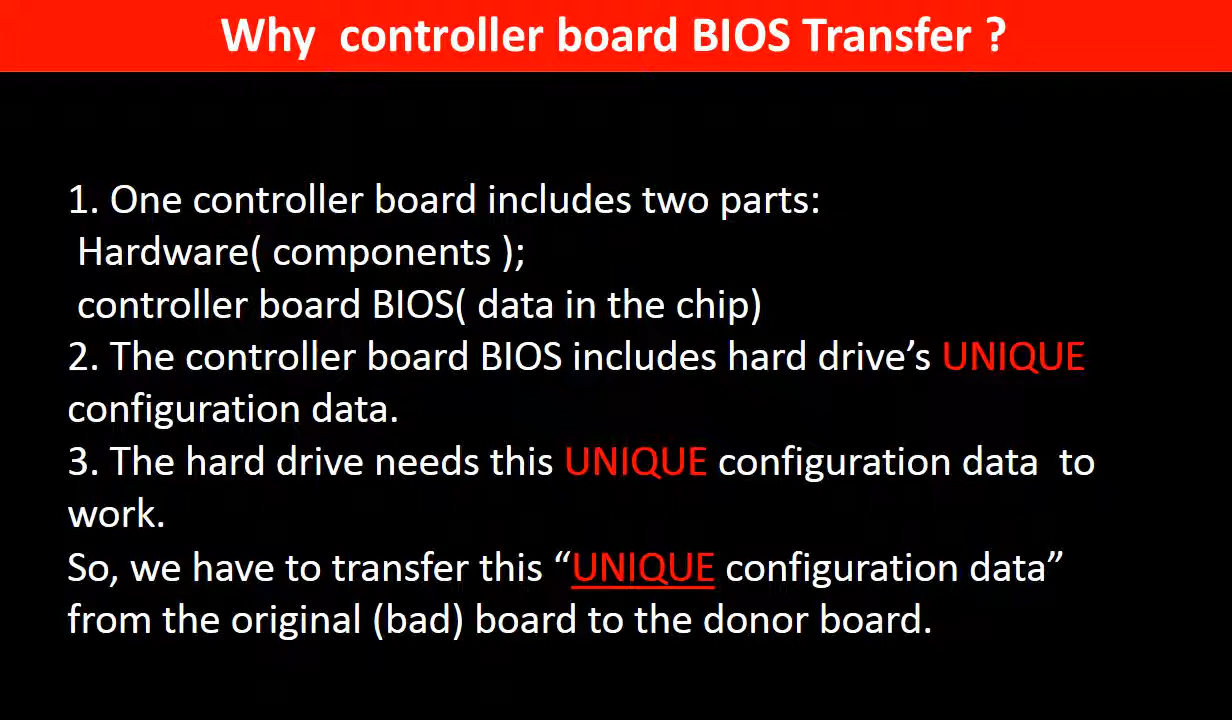 Why  controller board BIOS Transfer ?
1. One controller board includes two parts:
Hardware( components );
controller board BIOS( data in the chip)
2. The controller board BIOS includes hard drive’s UNIQUE
configuration data.
3. The hard drive needs this UNIQUE configuration data  to
work.
So, we have to transfer this “UNIQUE configuration data”
from the original (bad) board to the donor board.